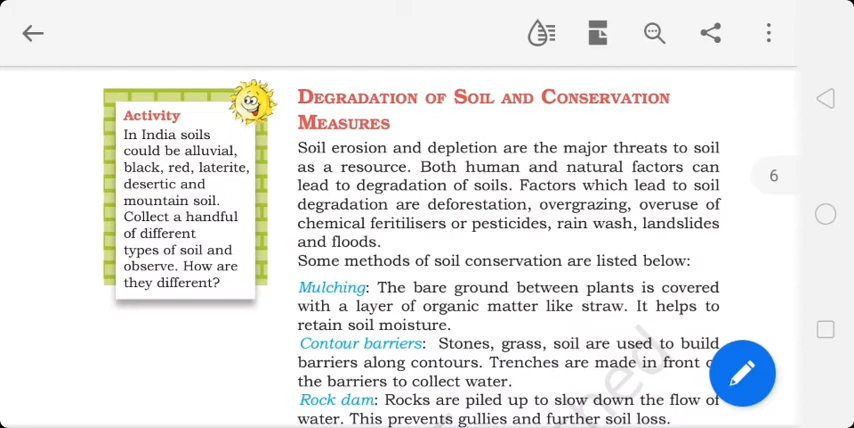 Activity
In India soils
could be alluvial,
black, red, laterite,
desertic and
mountain soil.
Collect a handful
of different
types of soil and
observe. How are
they different?
DEGRADATION OF SOIL AND CONSERVATION
MEASURES
Soil erosion and depletion are the major threats to soil
as a resource. Both human and natural factors can
lead to degradation of soils. Factors which lead to soil
degradation are deforestation, overgrazing, overuse of
chemical feritilisers or pesticides, rain wash, landslides
and floods.
Some methods of soil conservation are listed below:
Mulching: The bare ground between plants is covered
with a layer of organic matter like straw. It helps to
retain soil moisture.
Contour barriers: Stones, grass, soil are used to build
barriers along contours. Trenches are made in front
the barriers to collect water.
Rock dam: Rocks are piled up to slow down the flow of
water. This prevents gullies and further soil loss.
6